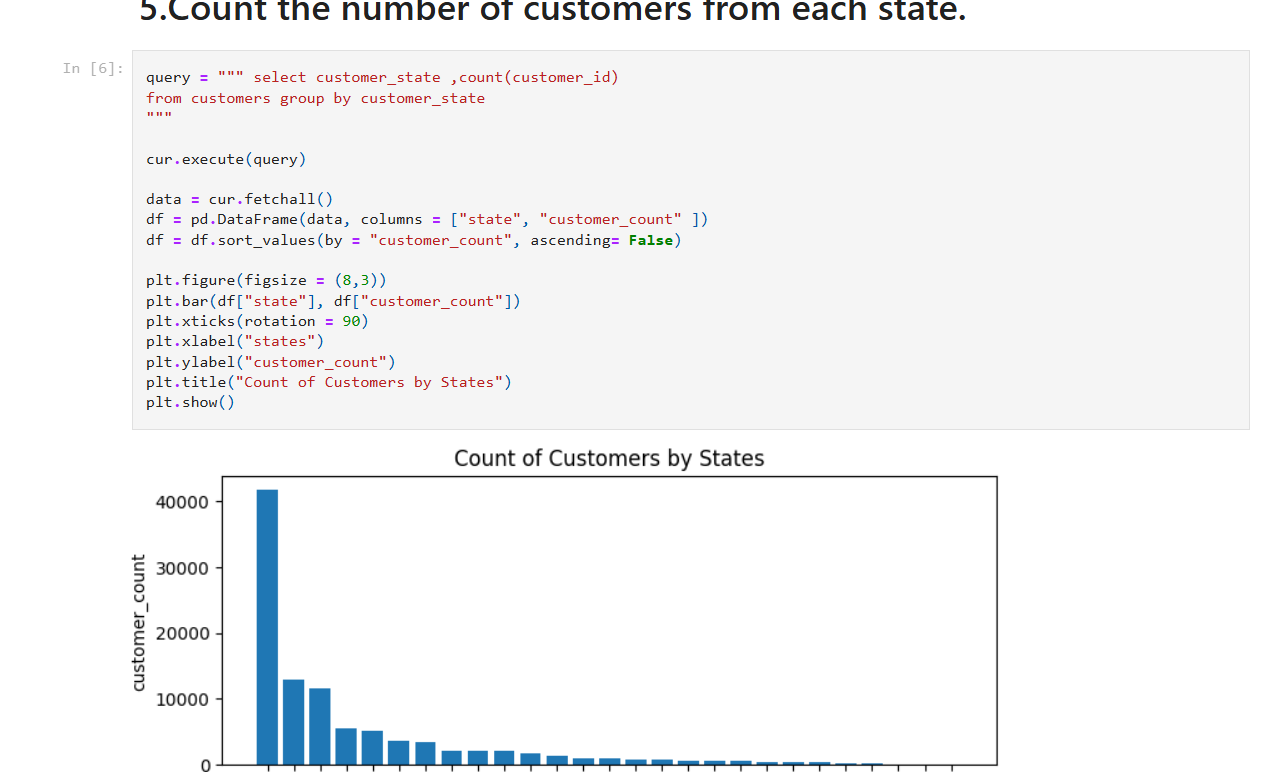 5.Count the number of customers from each state.
In [6]:
query = """ select customer_state ,count(customer_id)
from customers group by customer_state
"""
cur.execute(query)
data = cur.fetchall()
df = pd.DataFrame(data, columns = ["state", "customer_count" ])
df = df.sort_values(by = "customer_count", ascending= False)
plt.figure(figsize = (8,3))
plt.bar(df["state"], df["customer_count"])
plt.xticks(rotation = 90)
plt.xlabel("states")
plt.ylabel("customer_count")
plt.title("Count of Customers by States")
plt.show()
Count of Customers by States
customer_count
40000
30000
20000
10000
0